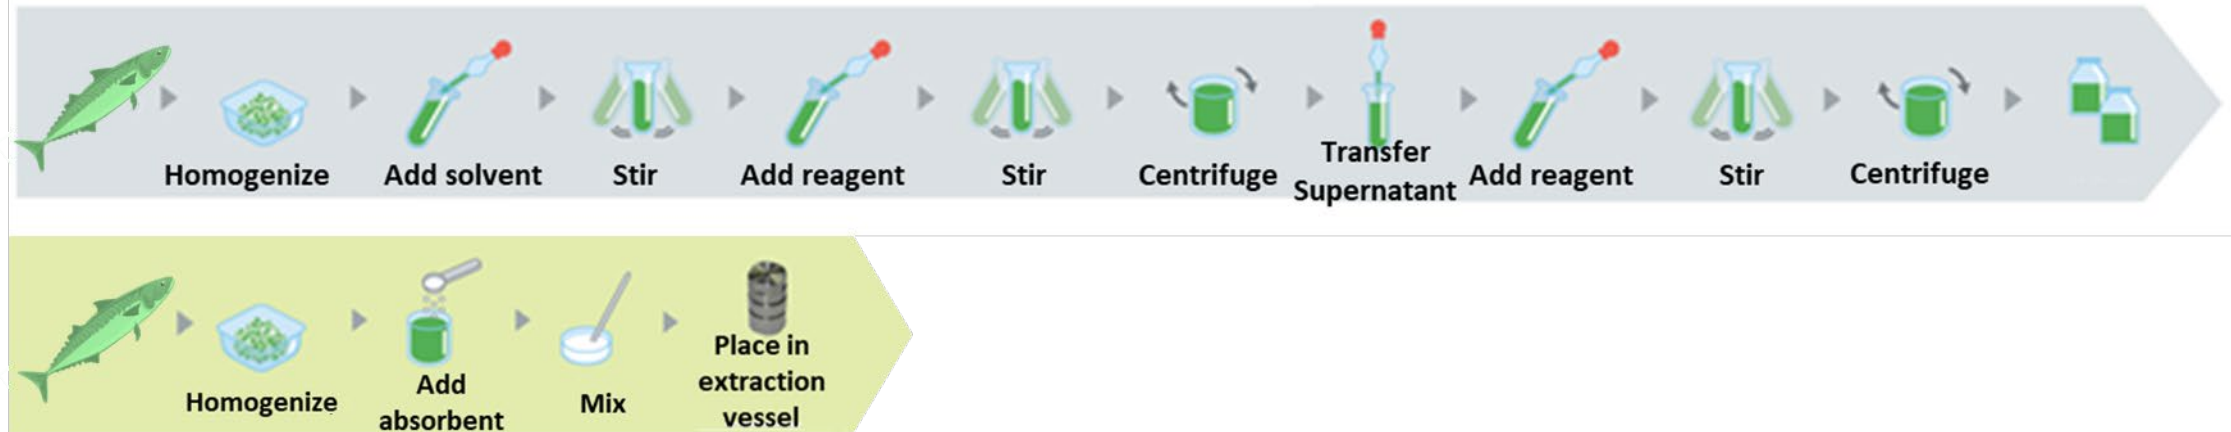 Homogenize
Add solvent
Stir
Add reagent
Stir
Centrifuge
Transfer
Supernatant
Add reagent
Stir
Centrifuge
Homogenize
Add
absorbent
Mix
Place in
extraction
vessel